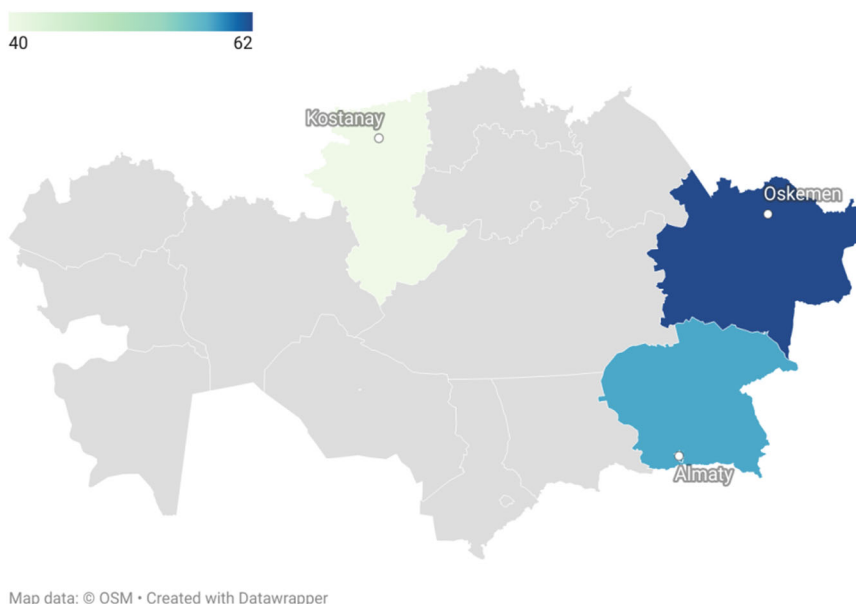 40 62
Kostanay
Oskemen
Almaty
Map data: © OSM • Created with Datawrapper